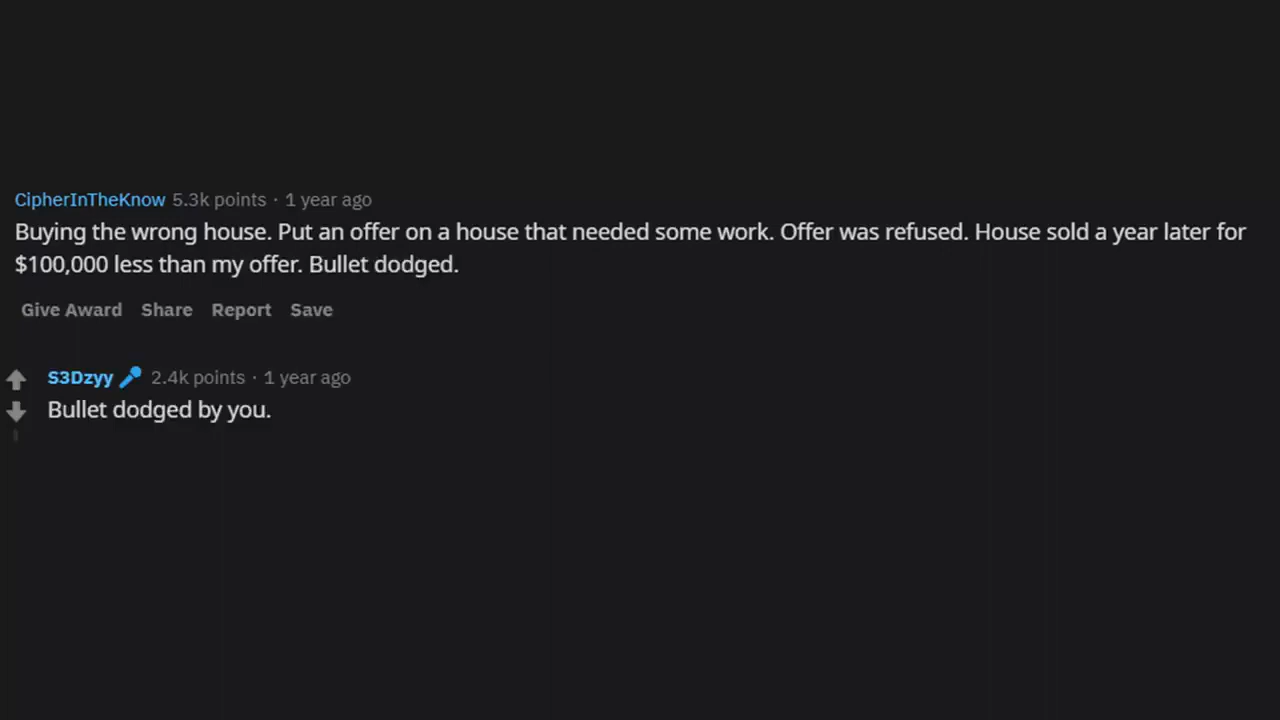 CipherInTheKnow 5.3k points · 1 year ago
Buying the wrong house. Put an offer on a house that needed some work. Offer was refused. House sold a year later for
$100,000 less than my offer. Bullet dodged.
Give Award Share Report Save
S3Dzyy 2.4k points · 1 year ago
Bullet dodged by you.